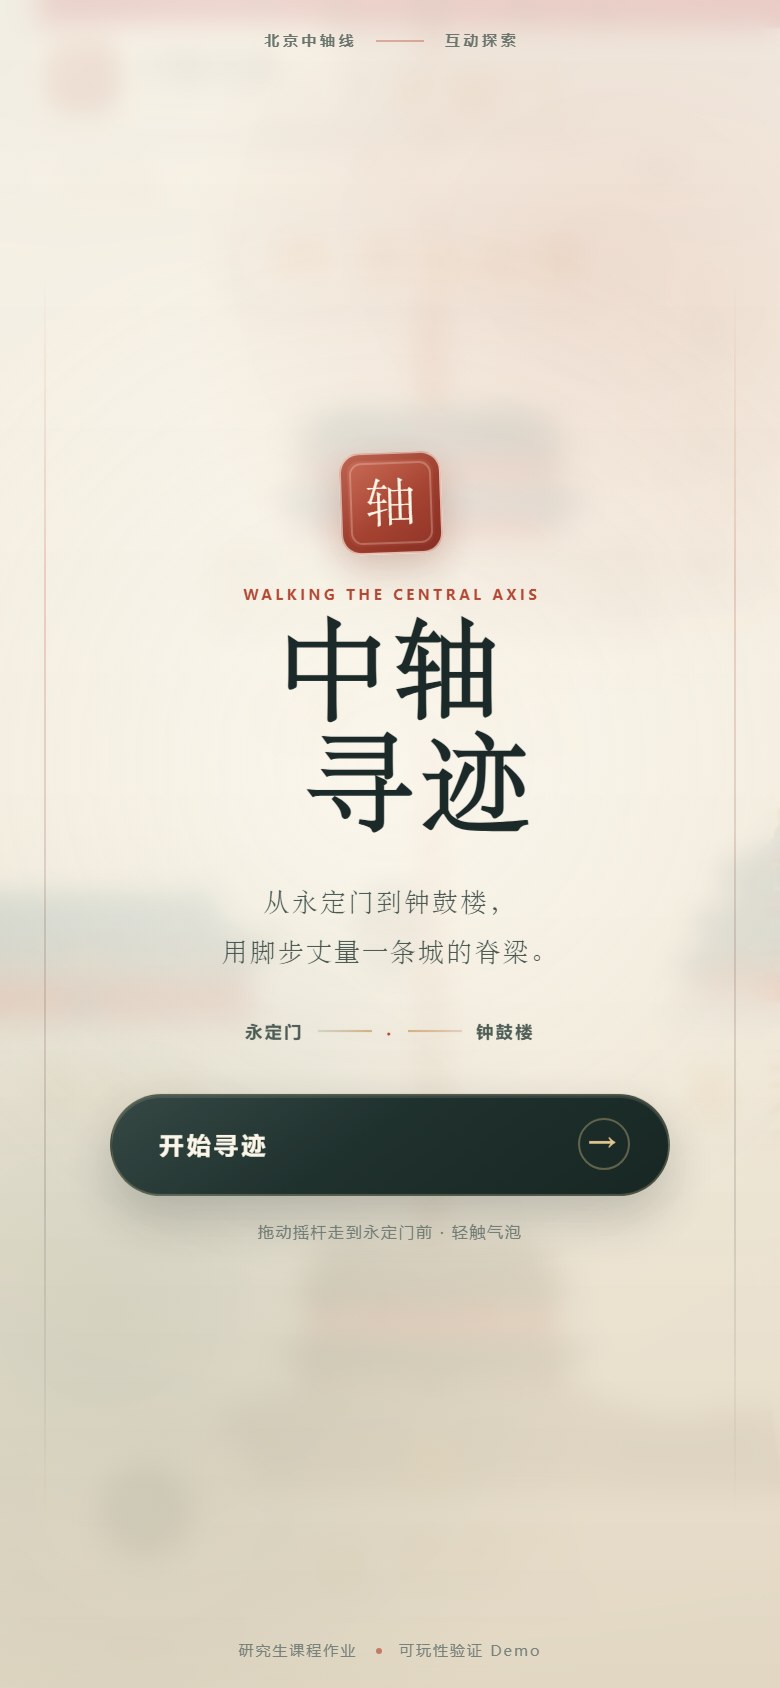 北京中轴线 互动探索
轴
WALKING THE CENTRAL AXIS
中轴
寻迹
从永定门到钟鼓楼，
用脚步丈量一条城的脊梁。
永定门 · 钟鼓楼
开始寻迹 →
拖动摇杆走到永定门前 · 轻触气泡
研究生课程作业 • 可玩性验证 Demo